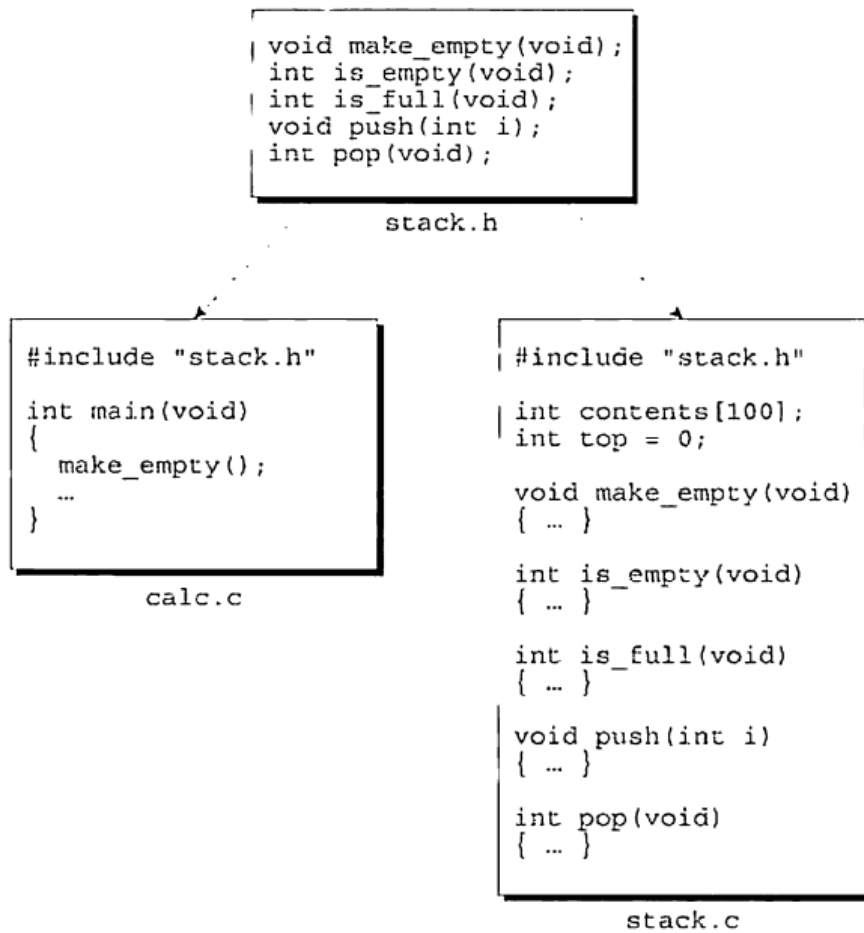 void make_empty(void);
int is_empty(void);
int is_full(void);
void push(int i);
int pop(void);
stack.h
#include "stack.h"
int main(void)
{
make_empty();
…
}
calc.c
#include "stack.h"
int contents[100];
int top = 0;
void make_empty(void)
{ … }
int is_empty(void)
{ … }
int is_full(void)
{ … }
void push(int i)
{ … }
int pop(void)
{ … }
stack.c